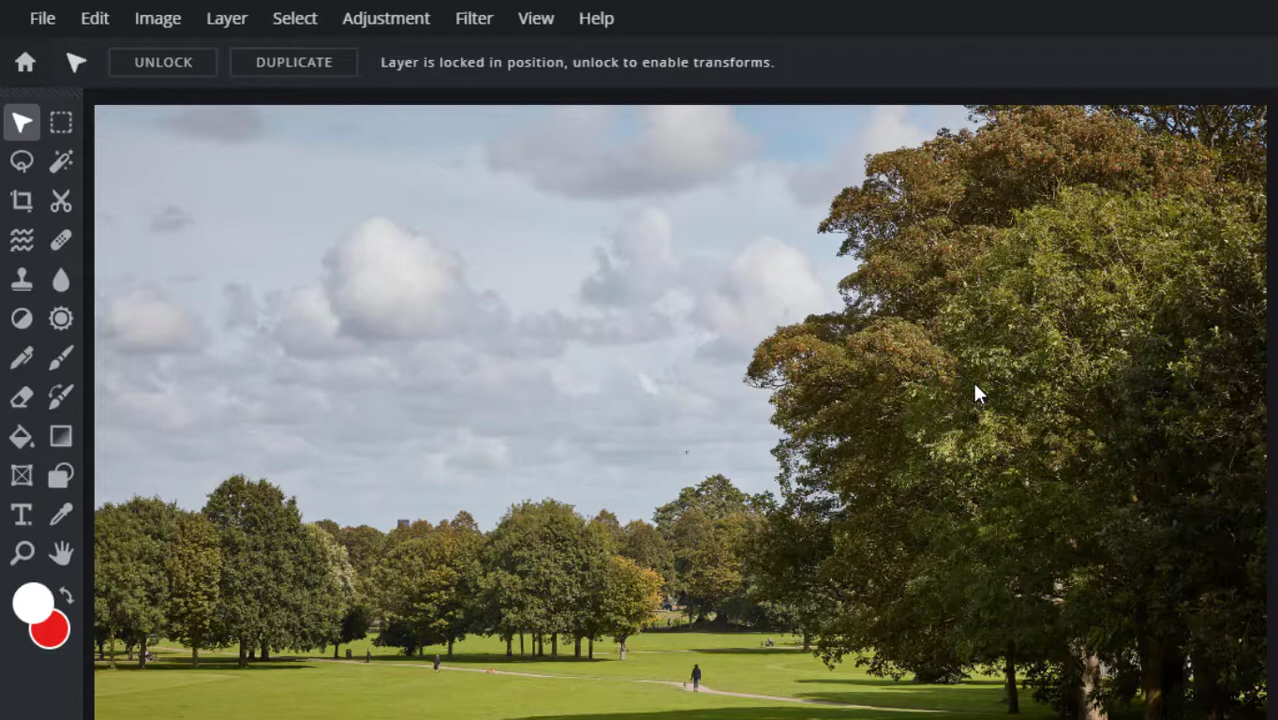 File Edit Image Layer Select Adjustment Filter View Help
UNLOCK DUPLICATE Layer is locked in position, unlock to enable transforms.